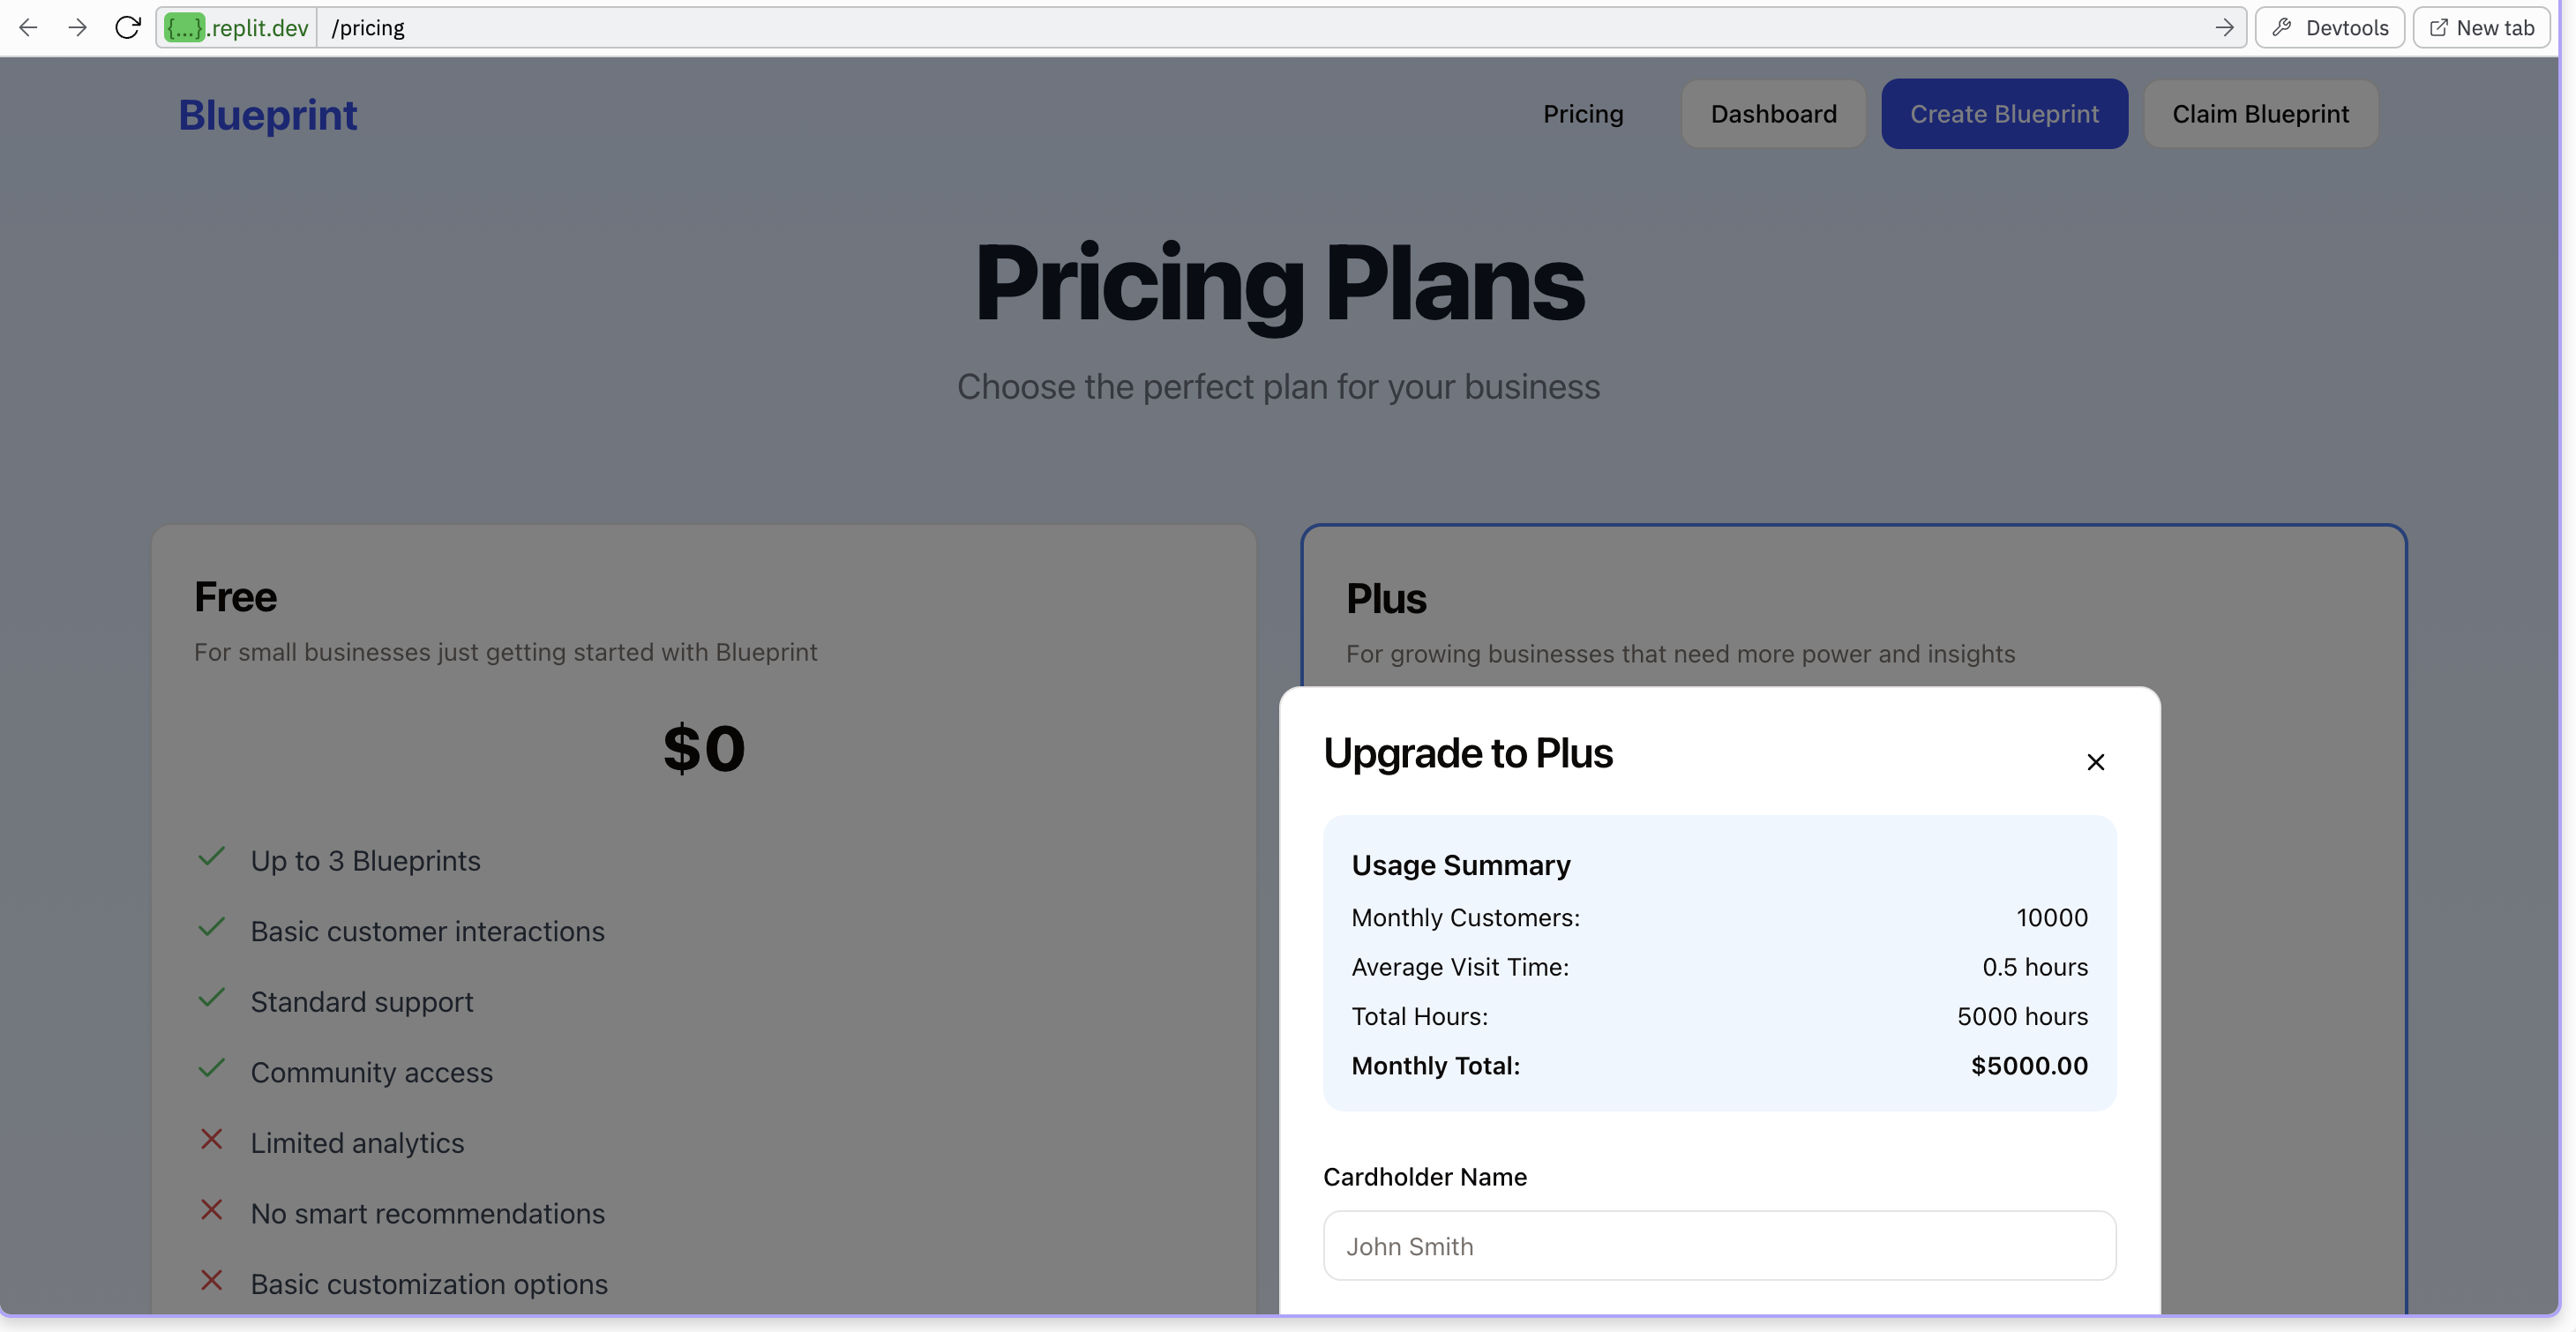 {...}.replit.dev /pricing
Devtools
New tab
Blueprint
Pricing
Dashboard
Create Blueprint
Claim Blueprint
Pricing Plans
Choose the perfect plan for your business
Free
For small businesses just getting started with Blueprint
$0
Up to 3 Blueprints
Basic customer interactions
Standard support
Community access
Limited analytics
No smart recommendations
Basic customization options
Plus
For growing businesses that need more power and insights
Upgrade to Plus
Usage Summary
Monthly Customers: 10000
Average Visit Time: 0.5 hours
Total Hours: 5000 hours
Monthly Total: $5000.00
Cardholder Name
John Smith